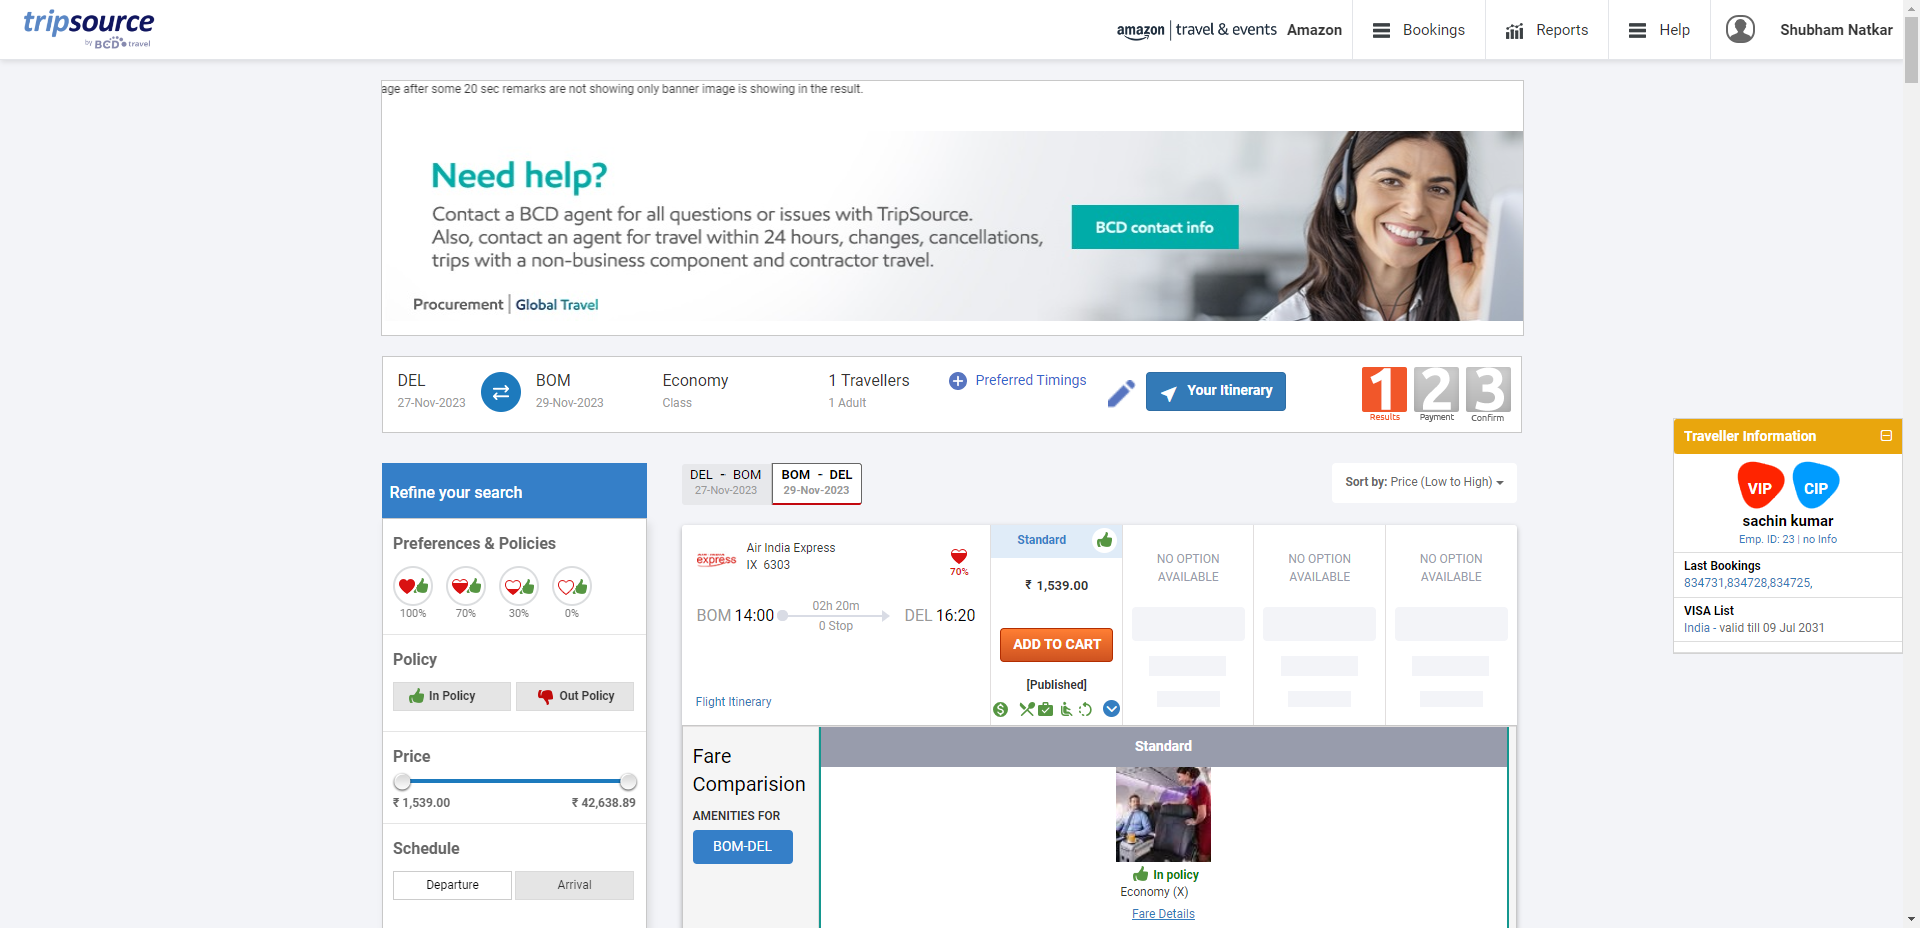 tripsource
by BCD travel
amazon | travel & events Amazon
Bookings
Reports
Help
Shubham Natkar
age after some 20 sec remarks are not showing only banner image is showing in the result.
Need help?
Contact a BCD agent for all questions or issues with TripSource.
Also, contact an agent for travel within 24 hours, changes, cancellations,
trips with a non-business component and contractor travel.
BCD contact info
Procurement | Global Travel
DEL
27-Nov-2023
BOM
29-Nov-2023
Economy
Class
1 Travellers
1 Adult
Preferred Timings
Your Itinerary
1
Results
2
Payment
3
Confirm
Traveller Information
VIP
CIP
sachin kumar
Emp. ID: 23 | no Info
Last Bookings
834731,834728,834725,
VISA List
India - valid till 09 Jul 2031
Refine your search
Preferences & Policies
100% 70% 30% 0%
Policy
In Policy
Out Policy
Price
₹ 1,539.00
₹ 42,638.89
Schedule
Departure
Arrival
DEL - BOM
27-Nov-2023
BOM - DEL
29-Nov-2023
Sort by: Price (Low to High)
express
Air India Express
IX 6303
70%
BOM 14:00
02h 20m
0 Stop
DEL 16:20
Flight Itinerary
Standard
₹ 1,539.00
ADD TO CART
[Published]
NO OPTION
AVAILABLE
NO OPTION
AVAILABLE
NO OPTION
AVAILABLE
Fare
Comparision
AMENITIES FOR
BOM-DEL
Standard
In policy
Economy (X)
Fare Details